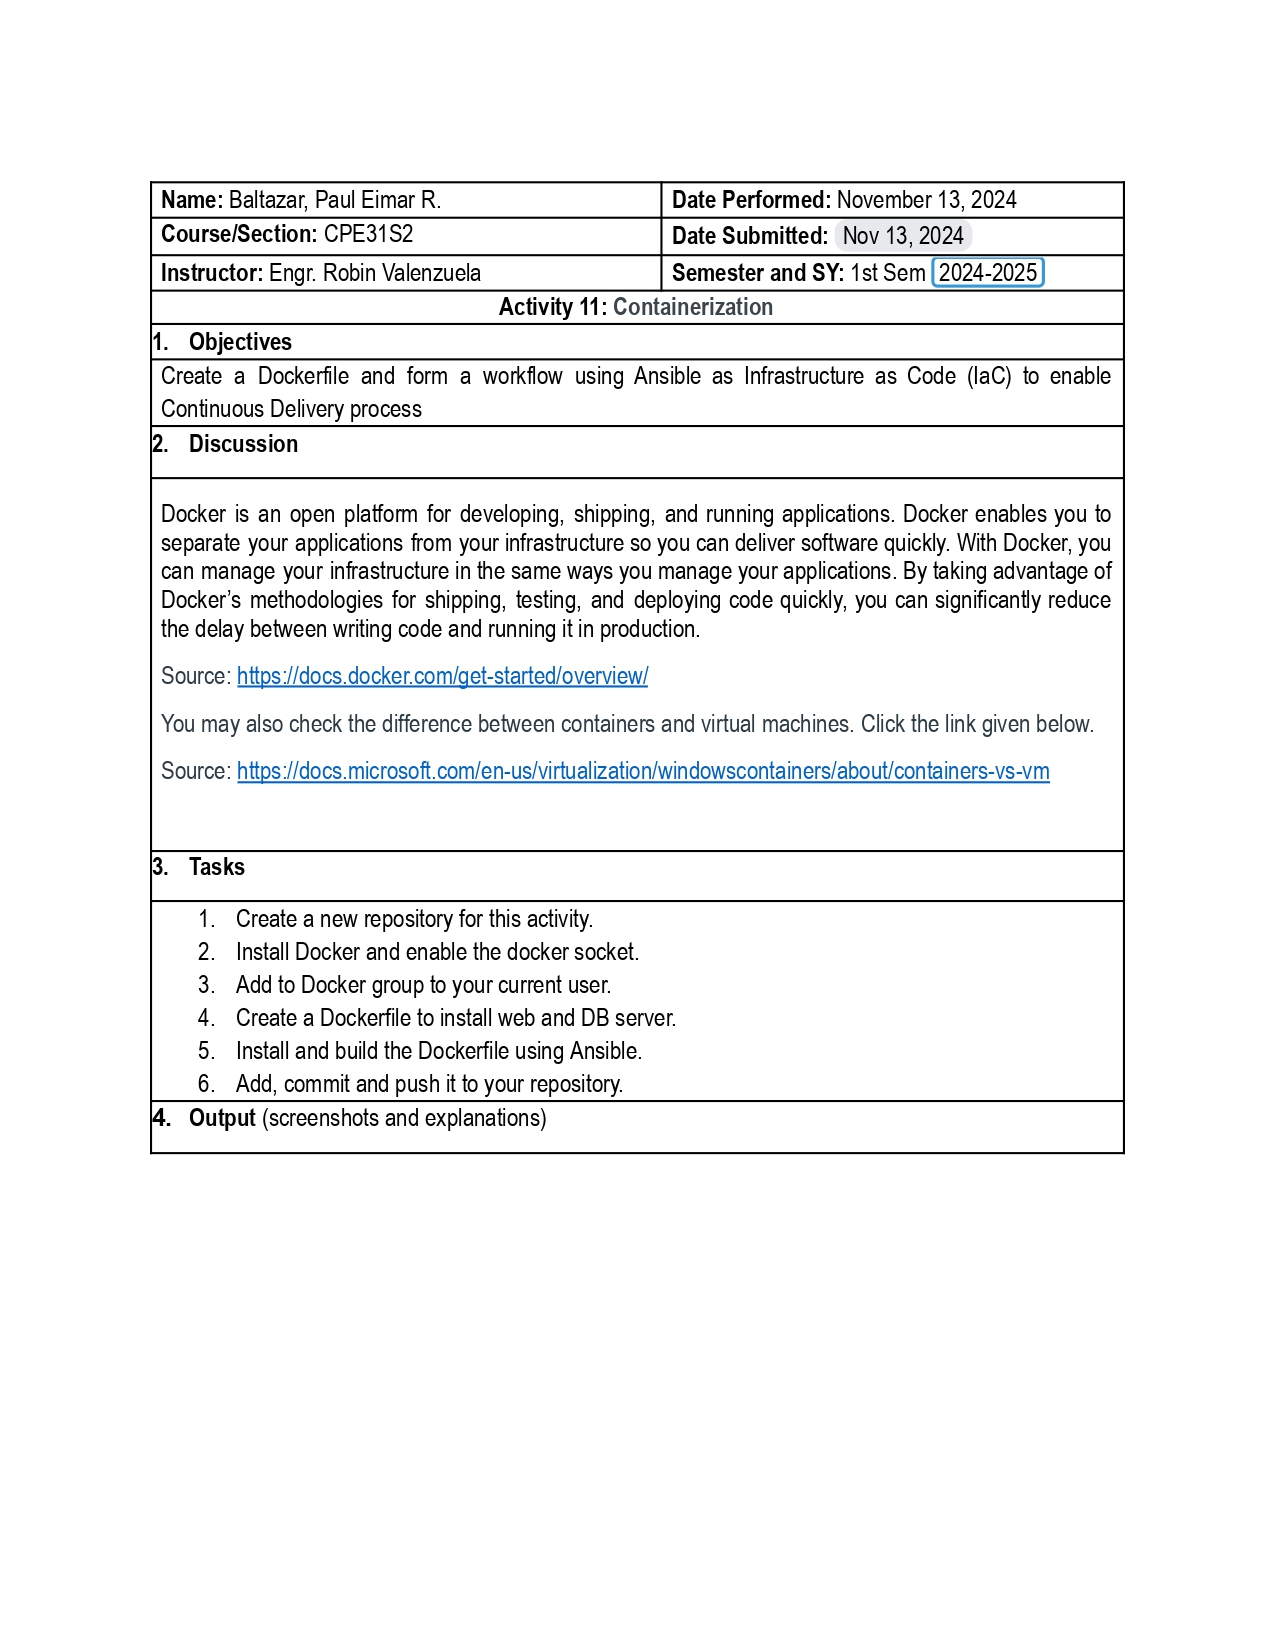 Name: Baltazar, Paul Eimar R.
Date Performed: November 13, 2024
Course/Section: CPE31S2
Date Submitted: Nov 13, 2024
Instructor: Engr. Robin Valenzuela
Semester and SY: 1st Sem 2024-2025
Activity 11: Containerization
1. Objectives
Create a Dockerfile and form a workflow using Ansible as Infrastructure as Code (IaC) to enable
Continuous Delivery process
2. Discussion
Docker is an open platform for developing, shipping, and running applications. Docker enables you to
separate your applications from your infrastructure so you can deliver software quickly. With Docker, you
can manage your infrastructure in the same ways you manage your applications. By taking advantage of
Docker’s methodologies for shipping, testing, and deploying code quickly, you can significantly reduce
the delay between writing code and running it in production.
Source: https://docs.docker.com/get-started/overview/
You may also check the difference between containers and virtual machines. Click the link given below.
Source: https://docs.microsoft.com/en-us/virtualization/windowscontainers/about/containers-vs-vm
3. Tasks
1. Create a new repository for this activity.
2. Install Docker and enable the docker socket.
3. Add to Docker group to your current user.
4. Create a Dockerfile to install web and DB server.
5. Install and build the Dockerfile using Ansible.
6. Add, commit and push it to your repository.
4. Output (screenshots and explanations)